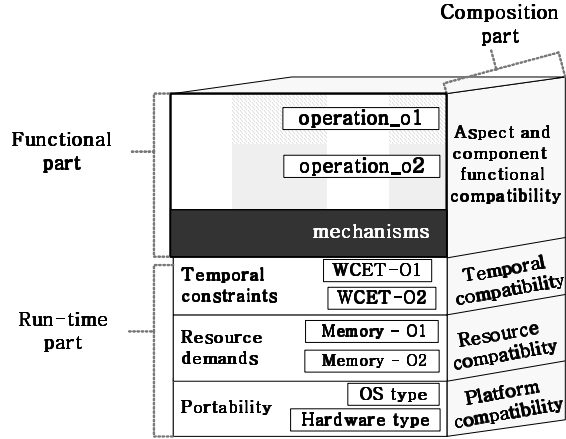 Composition
part
Functional
part
operation_o1
operation_o2
mechanisms
Aspect and
component
functional
compatibility
Run-time
part
Temporal
constraints
WCET-O1
WCET-O2
Temporal
compatibility
Resource
demands
Memory - O1
Memory - O2
Resource
compatiblity
Portability
OS type
Hardware type
Platform
compatibility